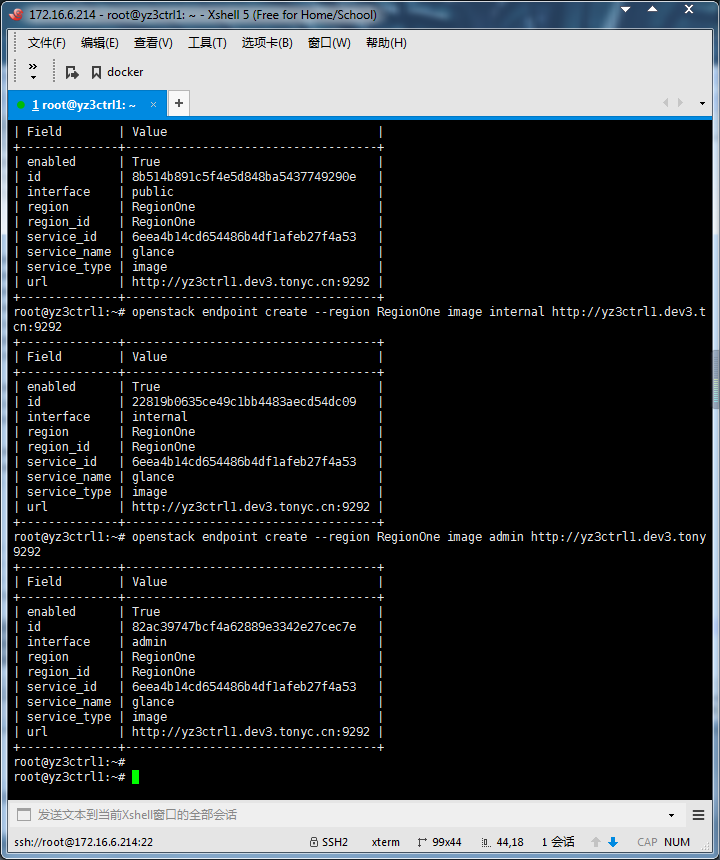 172.16.6.214 - root@yz3ctrl1: ~ - Xshell 5 (Free for Home/School)
文件(F) 编辑(E) 查看(V) 工具(T) 选项卡(B) 窗口(W) 帮助(H)
» docker
1 root@yz3ctrl1: ~ × +
| Field        | Value                            |
+--------------+----------------------------------+
| enabled      | True                             |
| id           | 8b514b891c5f4e5d848ba5437749290e |
| interface    | public                           |
| region       | RegionOne                        |
| region_id    | RegionOne                        |
| service_id   | 6eea4b14cd654486b4df1afeb27f4a53 |
| service_name | glance                           |
| service_type | image                            |
| url          | http://yz3ctrl1.dev3.tonyc.cn:9292 |
+--------------+----------------------------------+
root@yz3ctrl1:~# openstack endpoint create --region RegionOne image internal http://yz3ctrl1.dev3.t
cn:9292
+--------------+----------------------------------+
| Field        | Value                            |
+--------------+----------------------------------+
| enabled      | True                             |
| id           | 22819b0635ce49c1bb4483aecd54dc09 |
| interface    | internal                         |
| region       | RegionOne                        |
| region_id    | RegionOne                        |
| service_id   | 6eea4b14cd654486b4df1afeb27f4a53 |
| service_name | glance                           |
| service_type | image                            |
| url          | http://yz3ctrl1.dev3.tonyc.cn:9292 |
+--------------+----------------------------------+
root@yz3ctrl1:~# openstack endpoint create --region RegionOne image admin http://yz3ctrl1.dev3.tony
9292
+--------------+----------------------------------+
| Field        | Value                            |
+--------------+----------------------------------+
| enabled      | True                             |
| id           | 82ac39747bcf4a62889e3342e27cec7e |
| interface    | admin                            |
| region       | RegionOne                        |
| region_id    | RegionOne                        |
| service_id   | 6eea4b14cd654486b4df1afeb27f4a53 |
| service_name | glance                           |
| service_type | image                            |
| url          | http://yz3ctrl1.dev3.tonyc.cn:9292 |
+--------------+----------------------------------+
root@yz3ctrl1:~#
root@yz3ctrl1:~#
发送文本到当前Xshell窗口的全部会话
ssh://root@172.16.6.214:22 SSH2 xterm 99x44 44,18 1 会话 CAP NUM